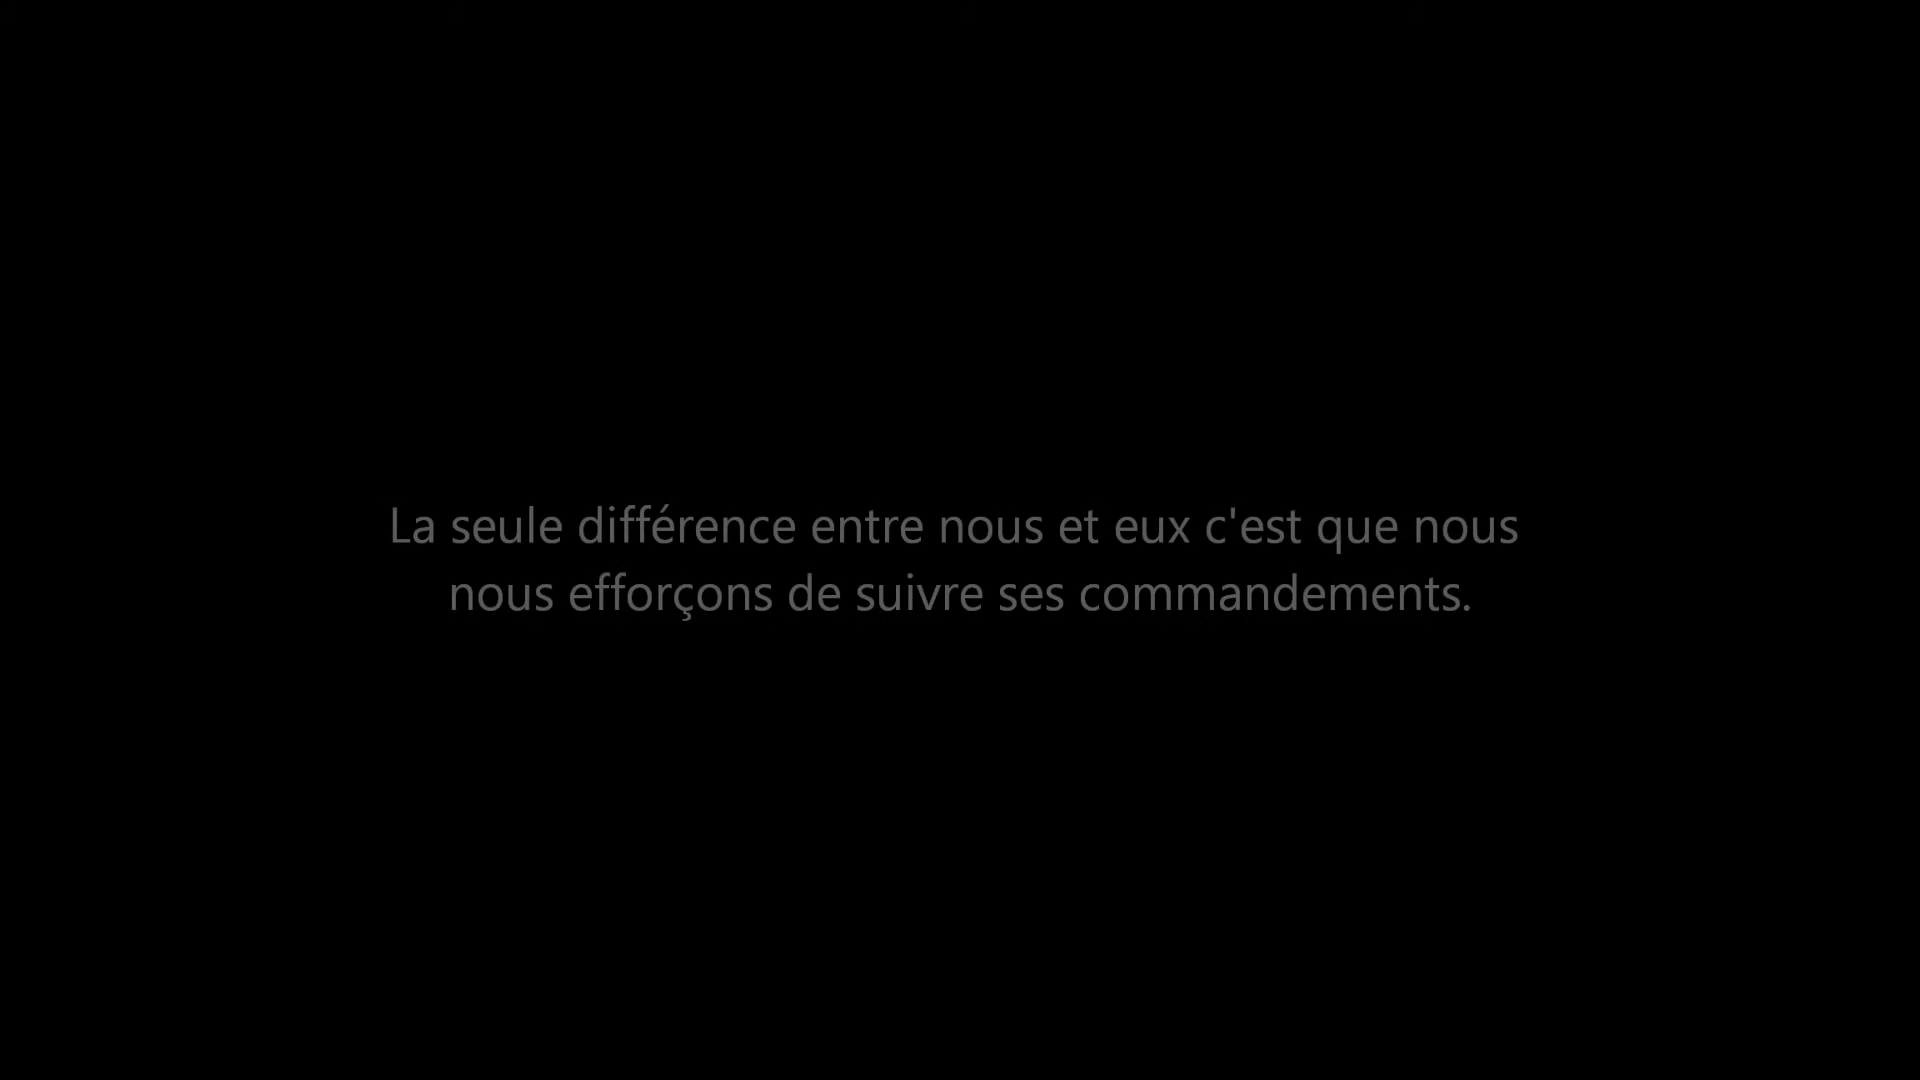 La seule différence entre nous et eux c'est que nous
nous efforçons de suivre ses commandements.